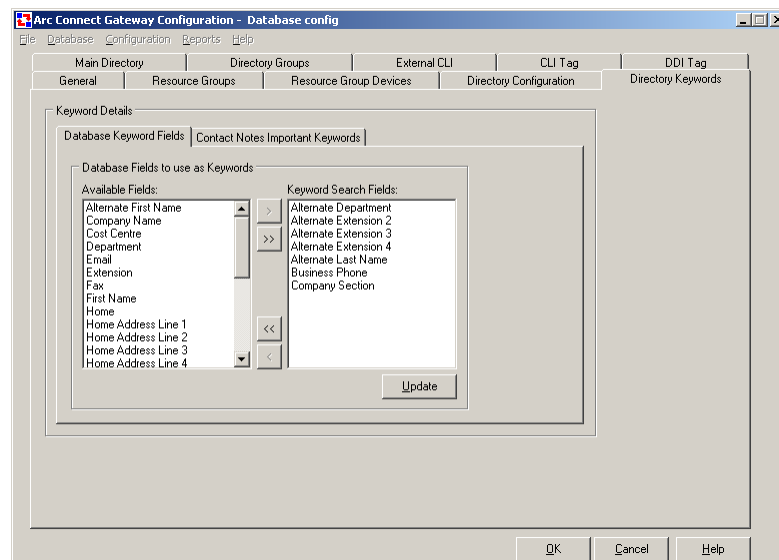 Arc Connect Gateway Configuration - Database config
File Database Configuration Reports Help
Main Directory Directory Groups External CLI CLI Tag DDI Tag
General Resource Groups Resource Group Devices Directory Configuration Directory Keywords
Keyword Details
Database Keyword Fields Contact Notes Important Keywords
Database Fields to use as Keywords
Available Fields:
Alternate First Name
Company Name
Cost Centre
Department
Email
Extension
Fax
First Name
Home
Home Address Line 1
Home Address Line 2
Home Address Line 3
Home Address Line 4
>
>>
<<
<
Keyword Search Fields:
Alternate Department
Alternate Extension 2
Alternate Extension 3
Alternate Extension 4
Alternate Last Name
Business Phone
Company Section
Update
OK Cancel Help